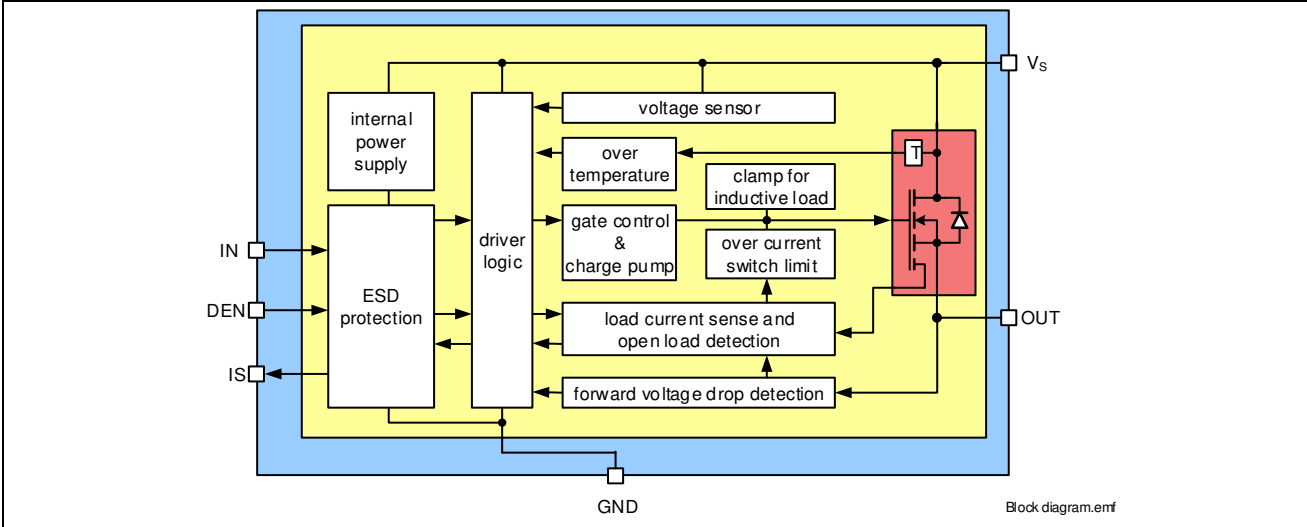 VS
voltage sensor
internal
power
supply
over
temperature
T
clamp for
inductive load
gate control
&
charge pump
driver
logic
over current
switch limit
IN
ESD
protection
DEN
load current sense and
open load detection
OUT
IS
forward voltage drop detection
GND
Block diagram.emf